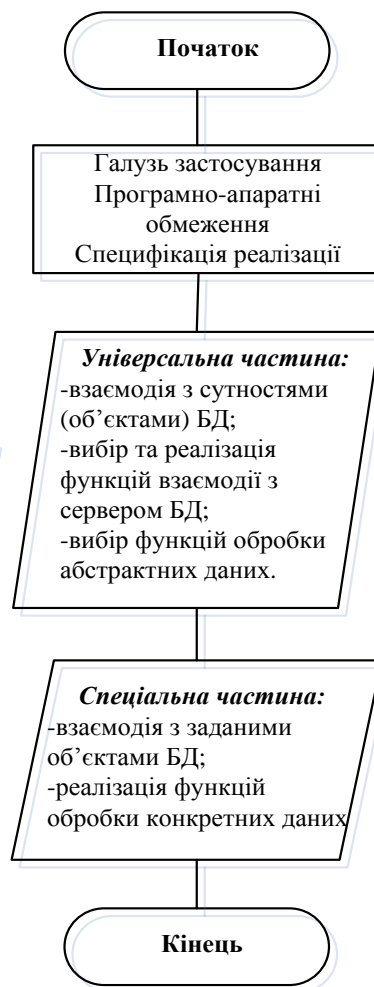 Початок
Галузь застосування
Програмно-апаратні
обмеження
Специфікація реалізації
Універсальна частина:
-взаємодія з сутностями
(об’єктами) БД;
-вибір та реалізація
функцій взаємодії з
сервером БД;
-вибір функцій обробки
абстрактних даних.
Спеціальна частина:
-взаємодія з заданими
об’єктами БД;
-реалізація функцій
обробки конкретних даних
Кінець